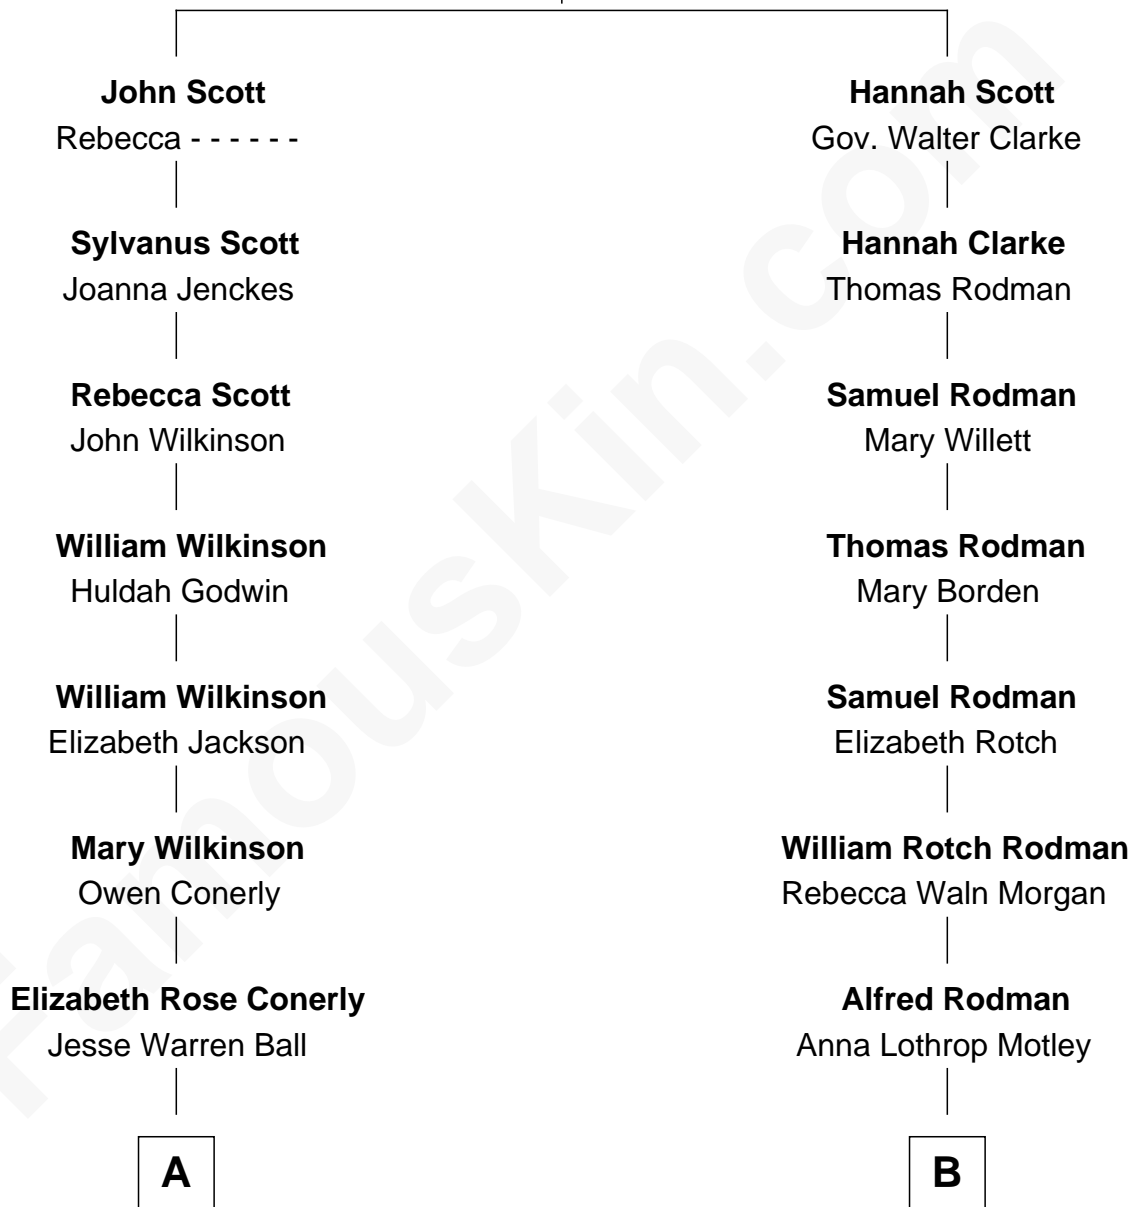 John Scott
Rebecca - - - - - -
Hannah Scott
Gov. Walter Clarke
Sylvanus Scott
Joanna Jenckes
Hannah Clarke
Thomas Rodman
Rebecca Scott
John Wilkinson
Samuel Rodman
Mary Willett
William Wilkinson
Huldah Godwin
Thomas Rodman
Mary Borden
William Wilkinson
Elizabeth Jackson
Samuel Rodman
Elizabeth Rotch
Mary Wilkinson
Owen Conerly
William Rotch Rodman
Rebecca Waln Morgan
Elizabeth Rose Conerly
Jesse Warren Ball
Alfred Rodman
Anna Lothrop Motley
A
B
FamousKin.com